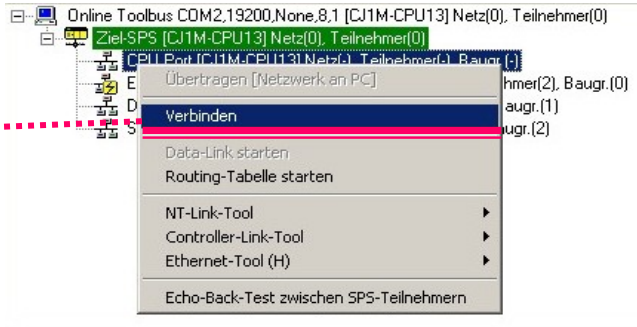 Online Toolbus COM2,19200,None,8,1 [CJ1M-CPU13] Netz(0), Teilnehmer(0)
Ziel-SPS [CJ1M-CPU13] Netz(0), Teilnehmer(0)
CPU Port [CJ1M-CPU13] Netz(-), Teilnehmer(-), Baugr.(-)
E hmer(2), Baugr.(0)
D augr.(1)
S ugr.(2)
Übertragen [Netzwerk an PC]
Verbinden
Data-Link starten
Routing-Tabelle starten
NT-Link-Tool
Controller-Link-Tool
Ethernet-Tool (H)
Echo-Back-Test zwischen SPS-Teilnehmern